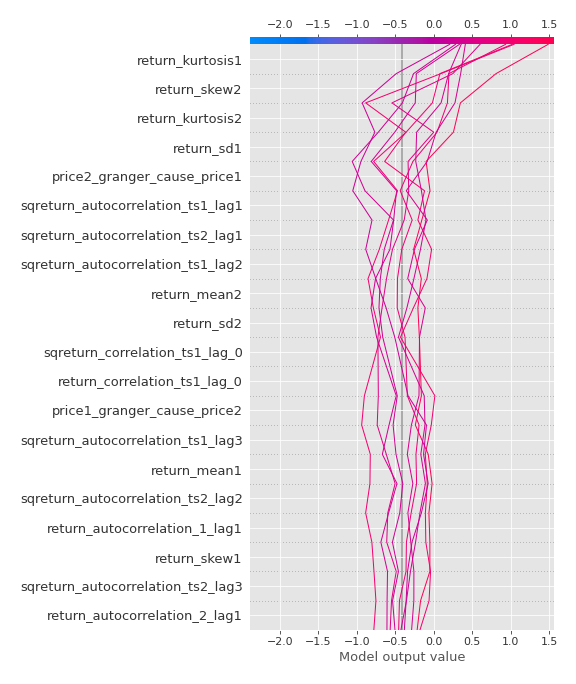 −2.0 −1.5 −1.0 −0.5 0.0 0.5 1.0 1.5
return_kurtosis1
return_skew2
return_kurtosis2
return_sd1
price2_granger_cause_price1
sqreturn_autocorrelation_ts1_lag1
sqreturn_autocorrelation_ts2_lag1
sqreturn_autocorrelation_ts1_lag2
return_mean2
return_sd2
sqreturn_correlation_ts1_lag_0
return_correlation_ts1_lag_0
price1_granger_cause_price2
sqreturn_autocorrelation_ts1_lag3
return_mean1
sqreturn_autocorrelation_ts2_lag2
return_autocorrelation_1_lag1
return_skew1
sqreturn_autocorrelation_ts2_lag3
return_autocorrelation_2_lag1
−2.0 −1.5 −1.0 −0.5 0.0 0.5 1.0 1.5
Model output value